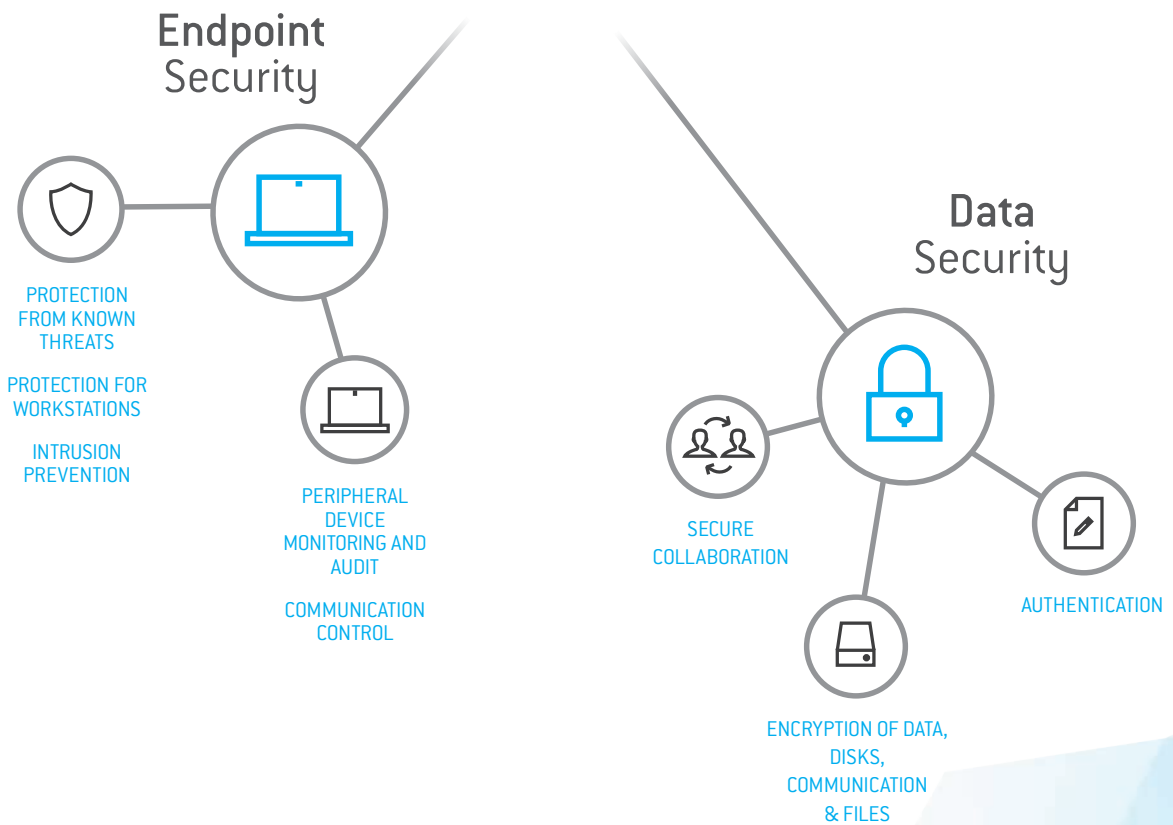 Endpoint
Security
PROTECTION
FROM KNOWN
THREATS
PROTECTION FOR
WORKSTATIONS
INTRUSION
PREVENTION
PERIPHERAL
DEVICE
MONITORING AND
AUDIT
COMMUNICATION
CONTROL
Data
Security
SECURE
COLLABORATION
ENCRYPTION OF DATA,
DISKS,
COMMUNICATION
& FILES
AUTHENTICATION